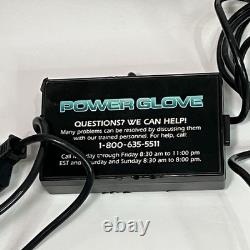 POWER GLOVE
QUESTIONS? WE CAN HELP!
Many problems can be resolved by discussing them
with our trained personnel. For help, call:
1-800-635-5511
Call Monday through Friday 8:30 am to 11:00 pm
EST and Saturday and Sunday 8:30 am to 8:00 pm.
ebay